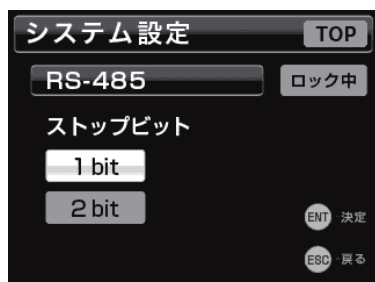 システム設定 TOP
RS-485 ロック中
ストップビット
1 bit
2 bit
ENT 決定
ESC 戻る